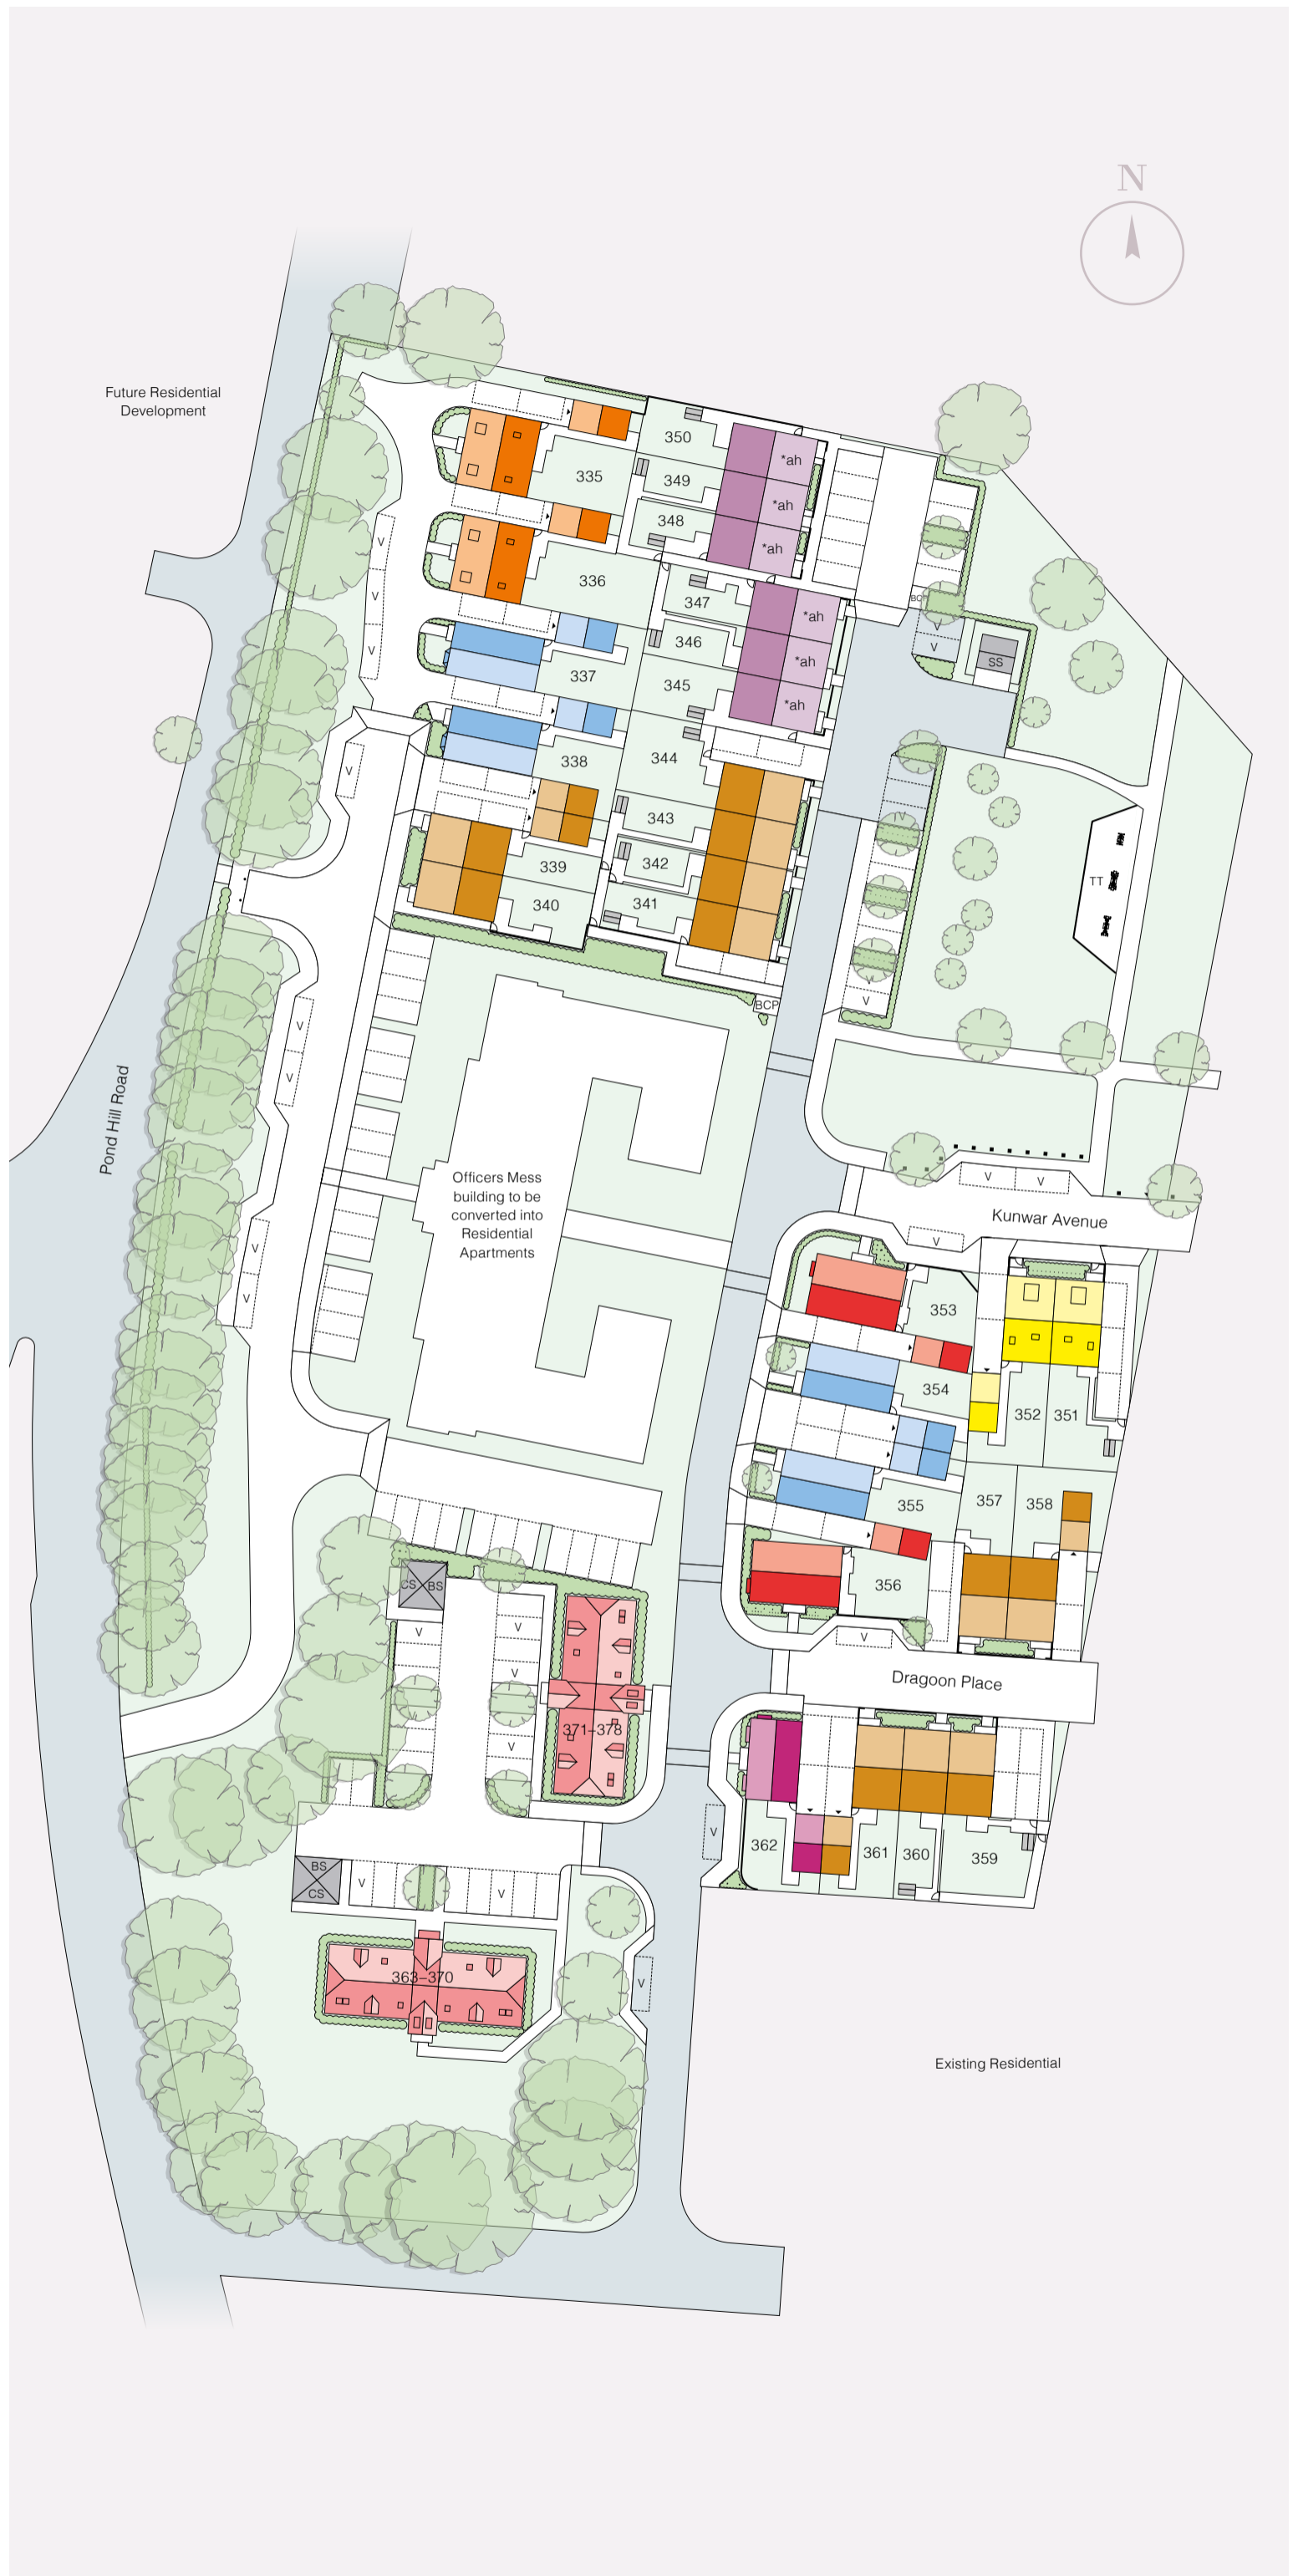 N
Future Residential
Development
350
*ah
335
349
*ah
348
*ah
V
336
347
*ah
V
BCP
V
346
*ah
V
V
SS
337
345
*ah
338
344
V
343
V
339
342
TT
340
341
V
BCP
V
V
Pond Hill Road
Officers Mess
building to be
converted into
Residential
Apartments
V
V
Kunwar Avenue
V
V
V
353
354
352
351
355
357
358
CS
BS
356
V
V
V
V
Dragoon Place
371–378
V
V
362
361
360
359
BS
CS
V
V
363–370
V
Existing Residential